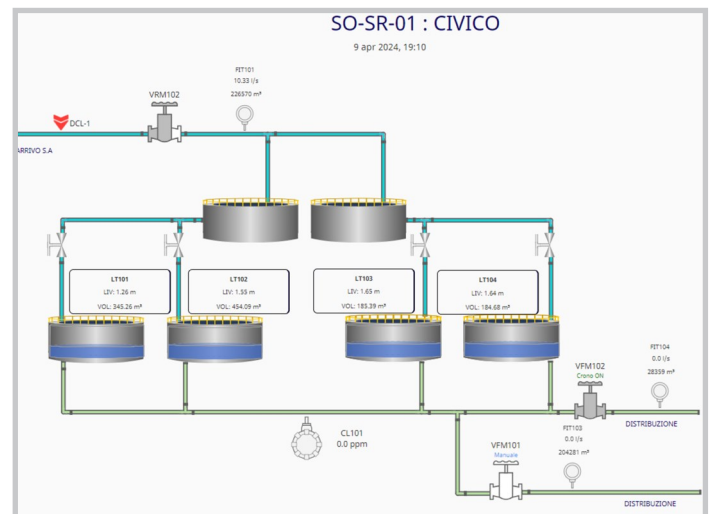 SO-SR-01 : CIVICO
9 apr 2024, 19:10
FIT101
10.33 l/s
226570 m³
VRM102
DCL-1
ARRIVO S.A
LT101
LIV: 1.26 m
VOL: 345.26 m³
LT102
LIV: 1.55 m
VOL: 454.09 m³
LT103
LIV: 1.65 m
VOL: 185.39 m³
LT104
LIV: 1.64 m
VOL: 184.68 m³
FIT104
0.0 l/s
28339 m³
VFM102
Crono ON
DISTRIBUZIONE
CL101
0.0 ppm
FIT103
0.0 l/s
204281 m³
VFM101
Manuale
DISTRIBUZIONE